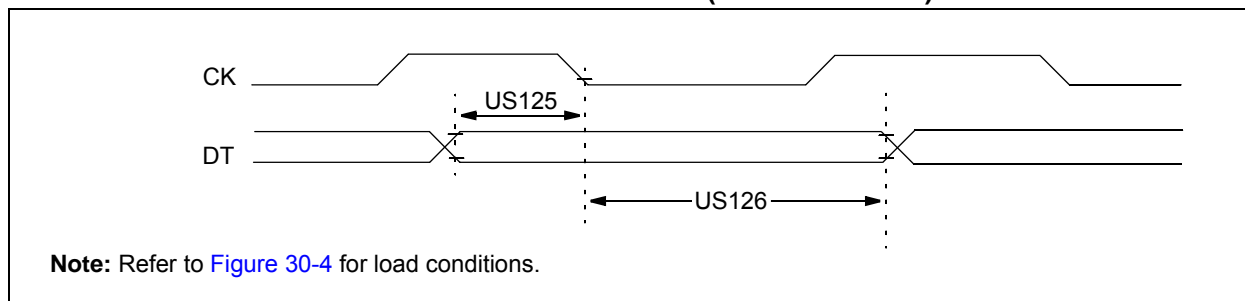 CK
US125
DT
US126
Note: Refer to Figure 30-4 for load conditions.